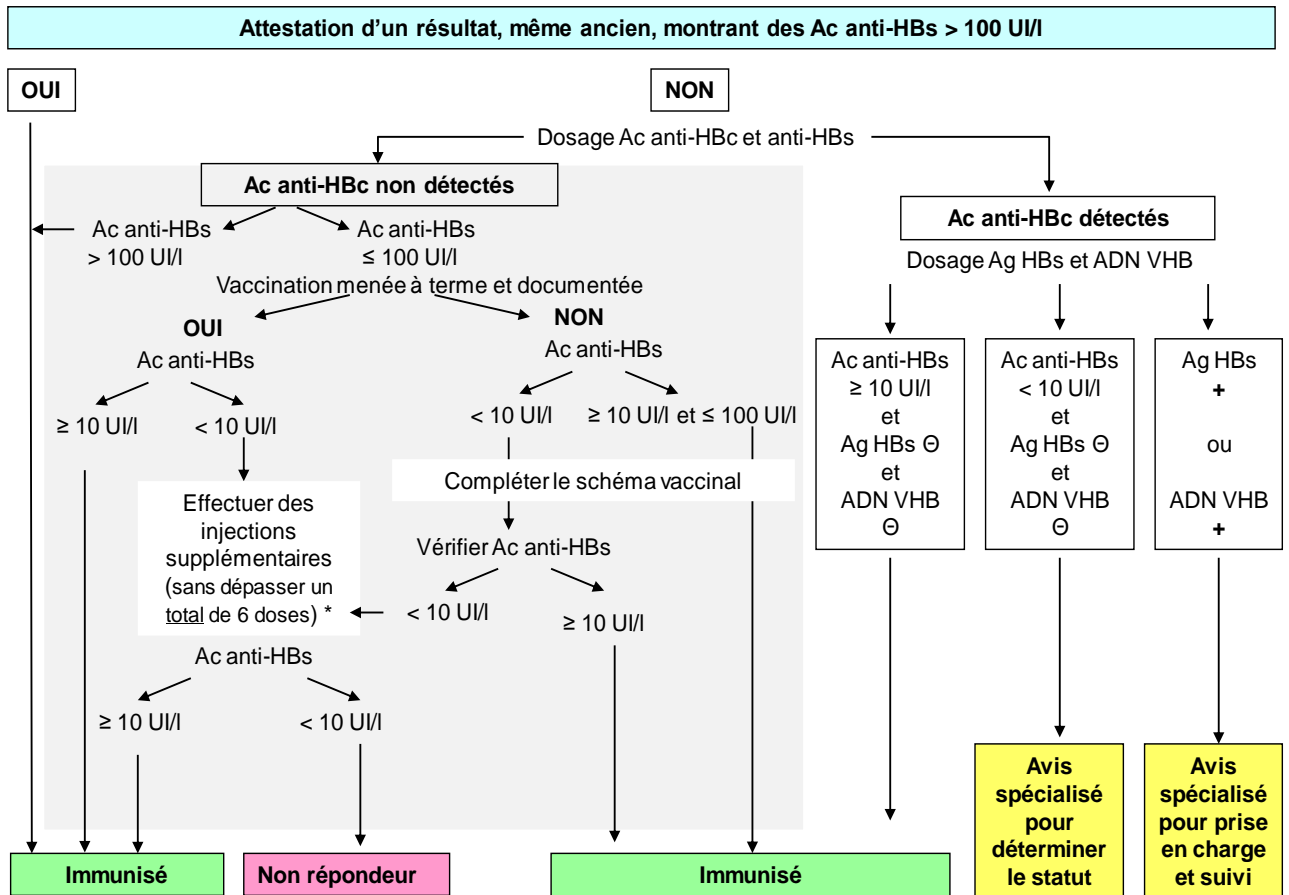 Attestation d'un résultat, même ancien, montrant des Ac anti-HBs > 100 UI/l
OUI
NON
Dosage Ac anti-HBc et anti-HBs
Ac anti-HBc non détectés
Ac anti-HBs
> 100 UI/l
Ac anti-HBs
≤ 100 UI/l
Vaccination menée à terme et documentée
OUI
Ac anti-HBs
≥ 10 UI/l
< 10 UI/l
Effectuer des
injections
supplémentaires
(sans dépasser un
total de 6 doses) *
Ac anti-HBs
≥ 10 UI/l
< 10 UI/l
NON
Ac anti-HBs
< 10 UI/l
≥ 10 UI/l et ≤ 100 UI/l
Compléter le schéma vaccinal
Vérifier Ac anti-HBs
< 10 UI/l
≥ 10 UI/l
Ac anti-HBc détectés
Dosage Ag HBs et ADN VHB
Ac anti-HBs
≥ 10 UI/l
et
Ag HBs Θ
et
ADN VHB
Θ
Ac anti-HBs
< 10 UI/l
et
Ag HBs Θ
et
ADN VHB
Θ
Ag HBs
+
ou
ADN VHB
+
Immunisé
Non répondeur
Immunisé
Avis
spécialisé
pour
déterminer
le statut
Avis
spécialisé
pour prise
en charge
et suivi